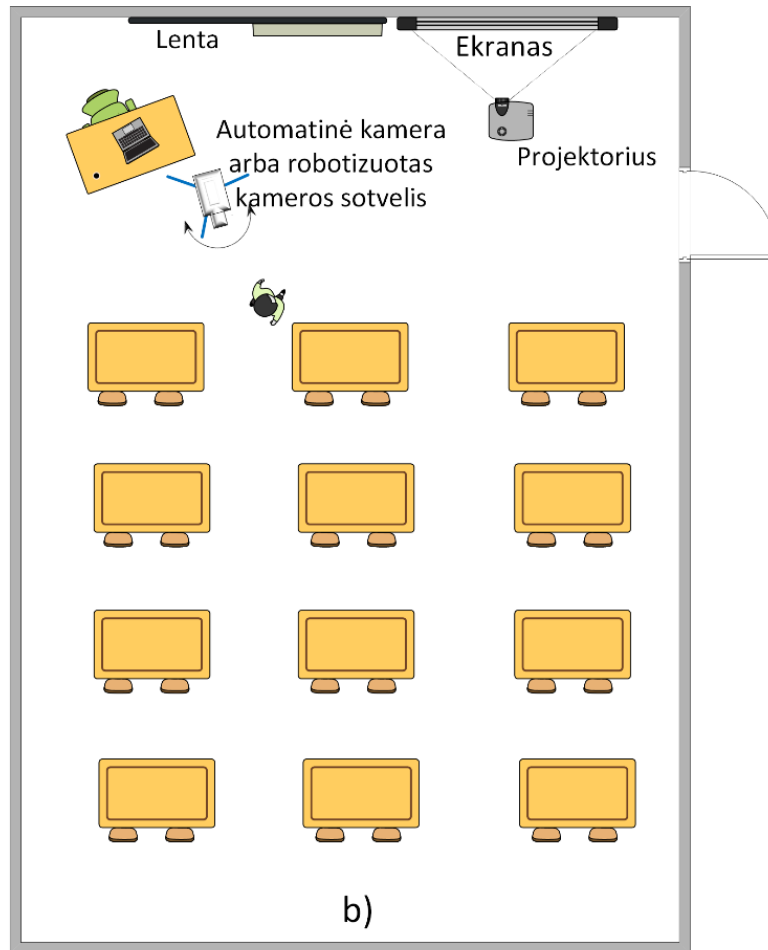 Lenta
Ekranas
Automatinė kamera
arba robotizuotas
kameros sotvelis
Projektorius
b)